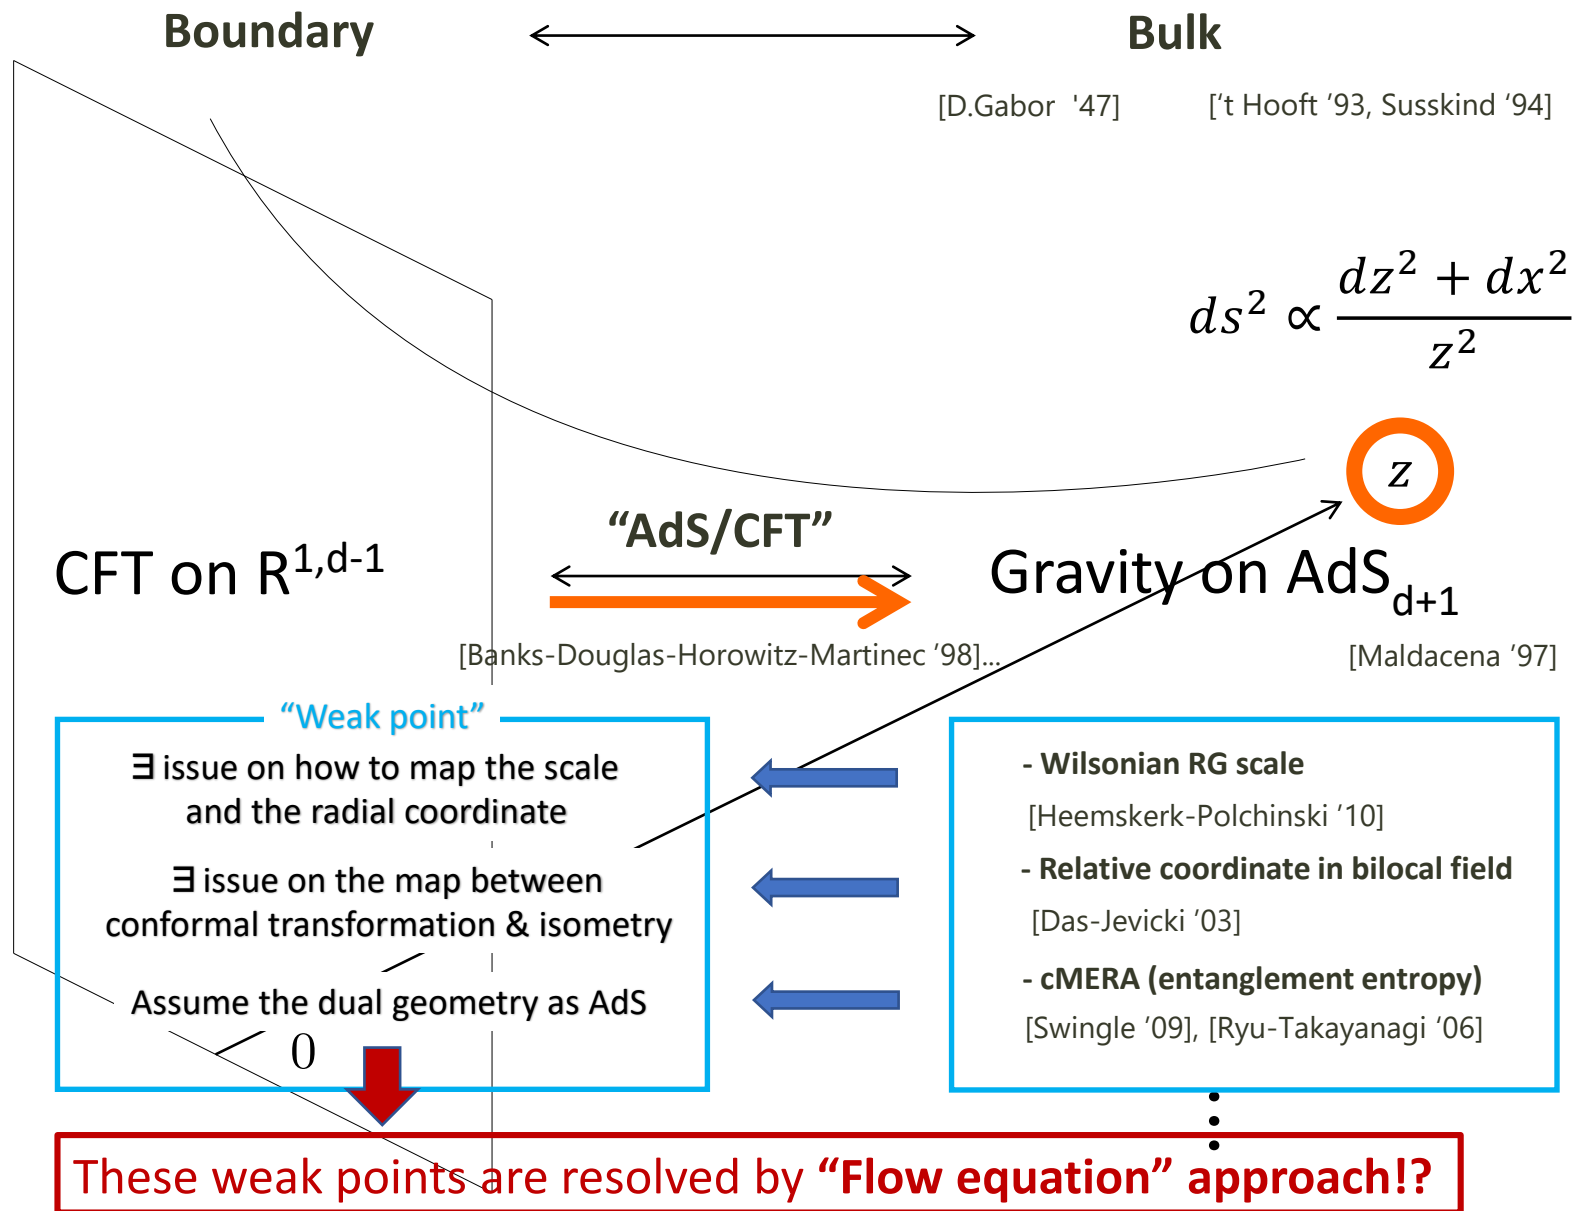 Boundary
Bulk
[D.Gabor '47]
[‘t Hooft ’93, Susskind ‘94]
ds² ∝ (dz² + dx²)/z²
z
“AdS/CFT”
CFT on R^1,d-1
Gravity on AdS_d+1
[Banks-Douglas-Horowitz-Martinec ’98]...
[Maldacena ’97]
“Weak point”
∃ issue on how to map the scale
and the radial coordinate
∃ issue on the map between
conformal transformation & isometry
Assume the dual geometry as AdS
0
- Wilsonian RG scale
[Heemskerk-Polchinski ’10]
- Relative coordinate in bilocal field
[Das-Jevicki ’03]
- cMERA (entanglement entropy)
[Swingle ’09], [Ryu-Takayanagi ‘06]
These weak points are resolved by “Flow equation” approach!?